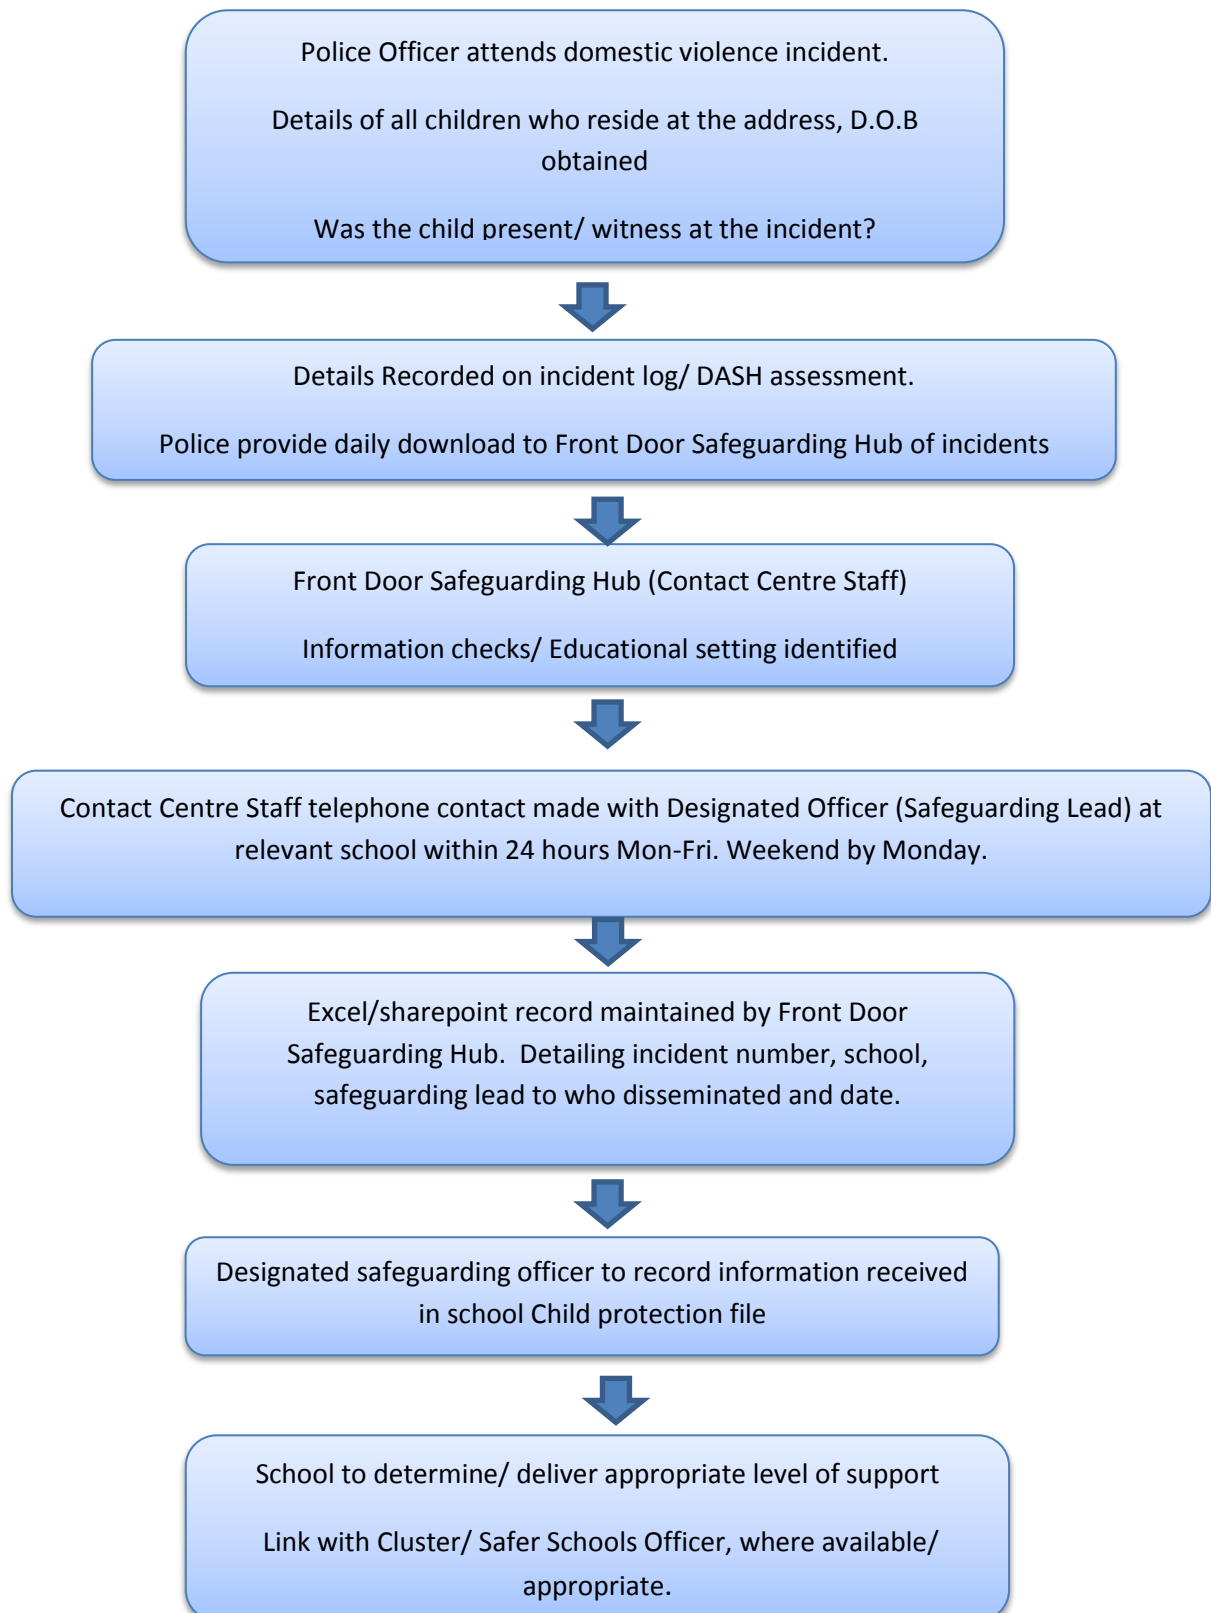 Police Officer attends domestic violence incident.
Details of all children who reside at the address, D.O.B
obtained
Was the child present/ witness at the incident?
Details Recorded on incident log/ DASH assessment.
Police provide daily download to Front Door Safeguarding Hub of incidents
Front Door Safeguarding Hub (Contact Centre Staff)
Information checks/ Educational setting identified
Contact Centre Staff telephone contact made with Designated Officer (Safeguarding Lead) at
relevant school within 24 hours Mon-Fri. Weekend by Monday.
Excel/sharepoint record maintained by Front Door
Safeguarding Hub.  Detailing incident number, school,
safeguarding lead to who disseminated and date.
Designated safeguarding officer to record information received
in school Child protection file
School to determine/ deliver appropriate level of support
Link with Cluster/ Safer Schools Officer, where available/
appropriate.